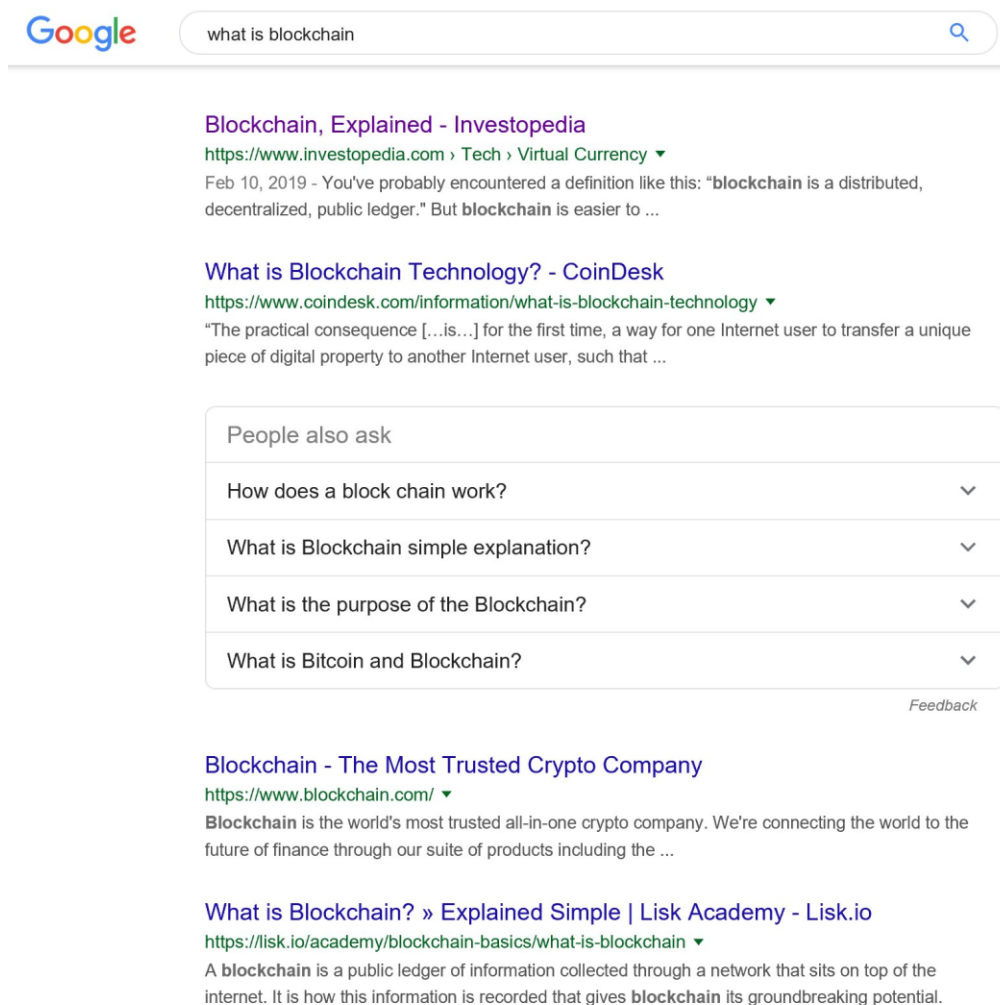 Google
what is blockchain
Blockchain, Explained - Investopedia
https://www.investopedia.com › Tech › Virtual Currency
Feb 10, 2019 - You've probably encountered a definition like this: “blockchain is a distributed,
decentralized, public ledger." But blockchain is easier to ...
What is Blockchain Technology? - CoinDesk
https://www.coindesk.com/information/what-is-blockchain-technology
“The practical consequence […is…] for the first time, a way for one Internet user to transfer a unique
piece of digital property to another Internet user, such that ...
People also ask
How does a block chain work?
What is Blockchain simple explanation?
What is the purpose of the Blockchain?
What is Bitcoin and Blockchain?
Feedback
Blockchain - The Most Trusted Crypto Company
https://www.blockchain.com/
Blockchain is the world's most trusted all-in-one crypto company. We're connecting the world to the
future of finance through our suite of products including the ...
What is Blockchain? » Explained Simple | Lisk Academy - Lisk.io
https://lisk.io/academy/blockchain-basics/what-is-blockchain
A blockchain is a public ledger of information collected through a network that sits on top of the
internet. It is how this information is recorded that gives blockchain its groundbreaking potential.